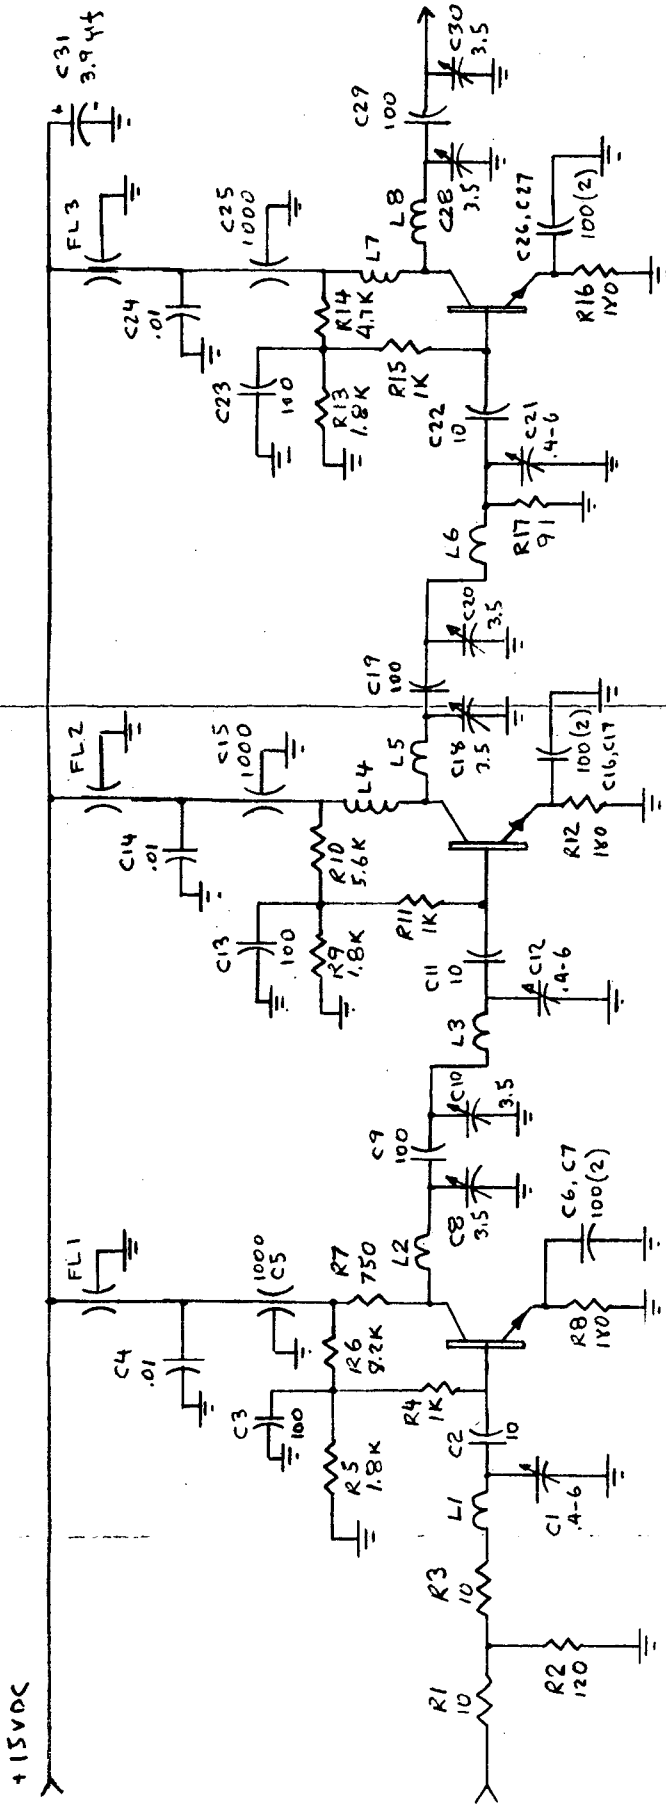 +15VDC
FL1
FL2
FL3
C31
3.9 µf
+
-
C4
.01
1000
C5
C14
.01
C15
1000
C24
.01
C25
1000
C3
100
R6
8.2K
R7
750
R5
1.8K
R4
1K
L2
C8
3.5
C9
100
C10
3.5
C13
100
R10
5.6K
L4
R9
1.8K
R11
1K
L5
C18
3.5
C19
100
C20
3.5
C23
100
R14
4.7K
L7
R13
1.8K
R15
1K
L8
C28
3.5
C29
100
C30
3.5
R1
10
R2
120
R3
10
L1
C1
.4-6
C2
10
R8
180
C6, C7
100(2)
L3
C11
10
C12
.4-6
R12
180
100(2)
C16, C17
L6
R17
91
C21
.4-6
C22
10
R16
180
C26, C27
100(2)